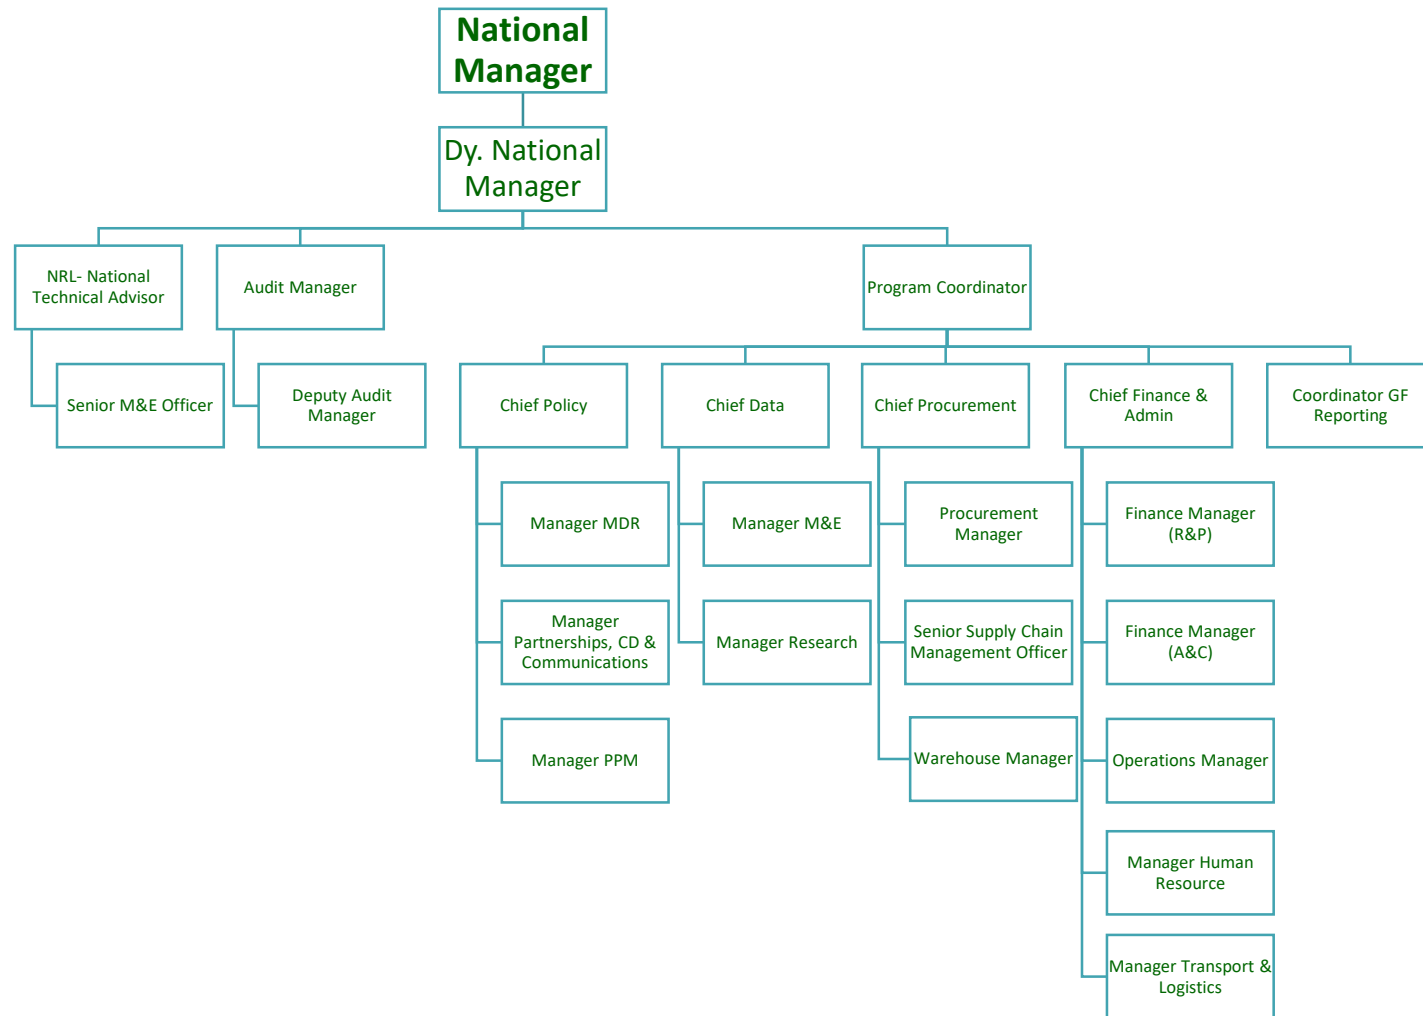 National
Manager
Dy. National
Manager
NRL- National
Technical Advisor
Audit Manager
Program Coordinator
Senior M&E Officer
Deputy Audit
Manager
Chief Policy
Chief Data
Chief Procurement
Chief Finance &
Admin
Coordinator GF
Reporting
Manager MDR
Manager M&E
Procurement
Manager
Finance Manager
(R&P)
Manager
Partnerships, CD &
Communications
Manager Research
Senior Supply Chain
Management Officer
Finance Manager
(A&C)
Manager PPM
Warehouse Manager
Operations Manager
Manager Human
Resource
Manager Transport &
Logistics